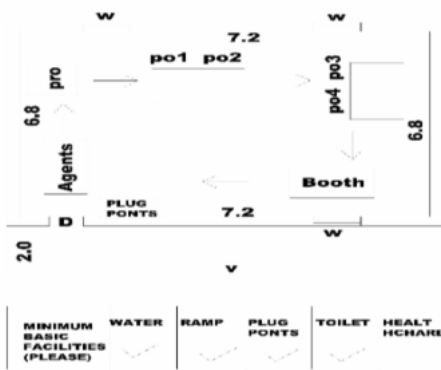 w w
7.2
po1 po2
pro
po4 po3
6.8
6.8
Agents
Booth
PLUG
PONTS
7.2
D
w
2.0
v
MINIMUM
BASIC
FACILITIES
(PLEASE)
WATER
RAMP
PLUG
PONTS
TOILET
HEALT
HCHARE